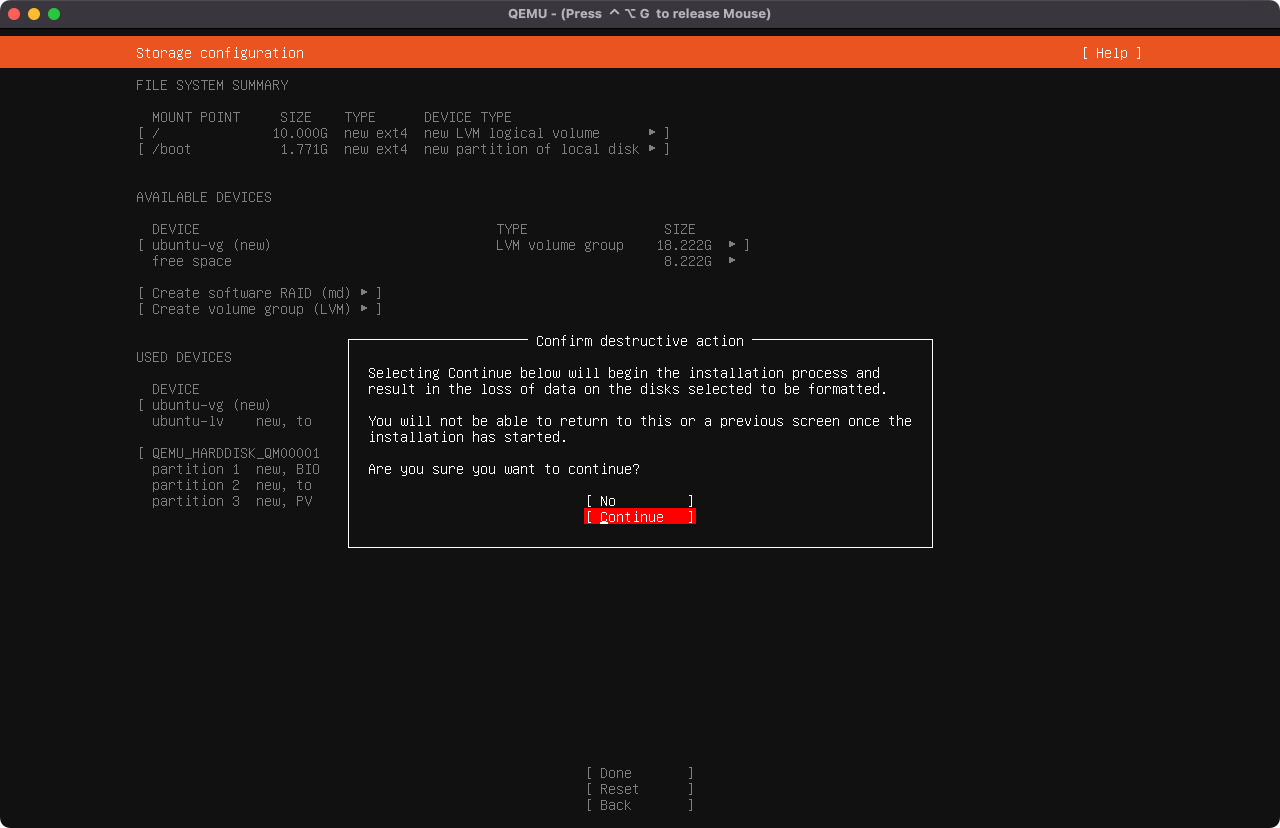 QEMU - (Press ⌃⌥G to release Mouse)
Storage configuration [ Help ]
FILE SYSTEM SUMMARY
MOUNT POINT SIZE TYPE DEVICE TYPE
[ / 10.000G new ext4 new LVM logical volume ▸ ]
[ /boot 1.771G new ext4 new partition of local disk ▸ ]
AVAILABLE DEVICES
DEVICE TYPE SIZE
[ ubuntu-vg (new) LVM volume group 18.222G ▸ ]
free space 8.222G ▸
[ Create software RAID (md) ▸ ]
[ Create volume group (LVM) ▸ ]
USED DEVICES
DEVICE
[ ubuntu-vg (new)
ubuntu-lv new, to
[ QEMU_HARDDISK_QM00001
partition 1 new, BIO
partition 2 new, to
partition 3 new, PV
Confirm destructive action
Selecting Continue below will begin the installation process and
result in the loss of data on the disks selected to be formatted.
You will not be able to return to this or a previous screen once the
installation has started.
Are you sure you want to continue?
[ No ]
[ Continue ]
[ Done ]
[ Reset ]
[ Back ]